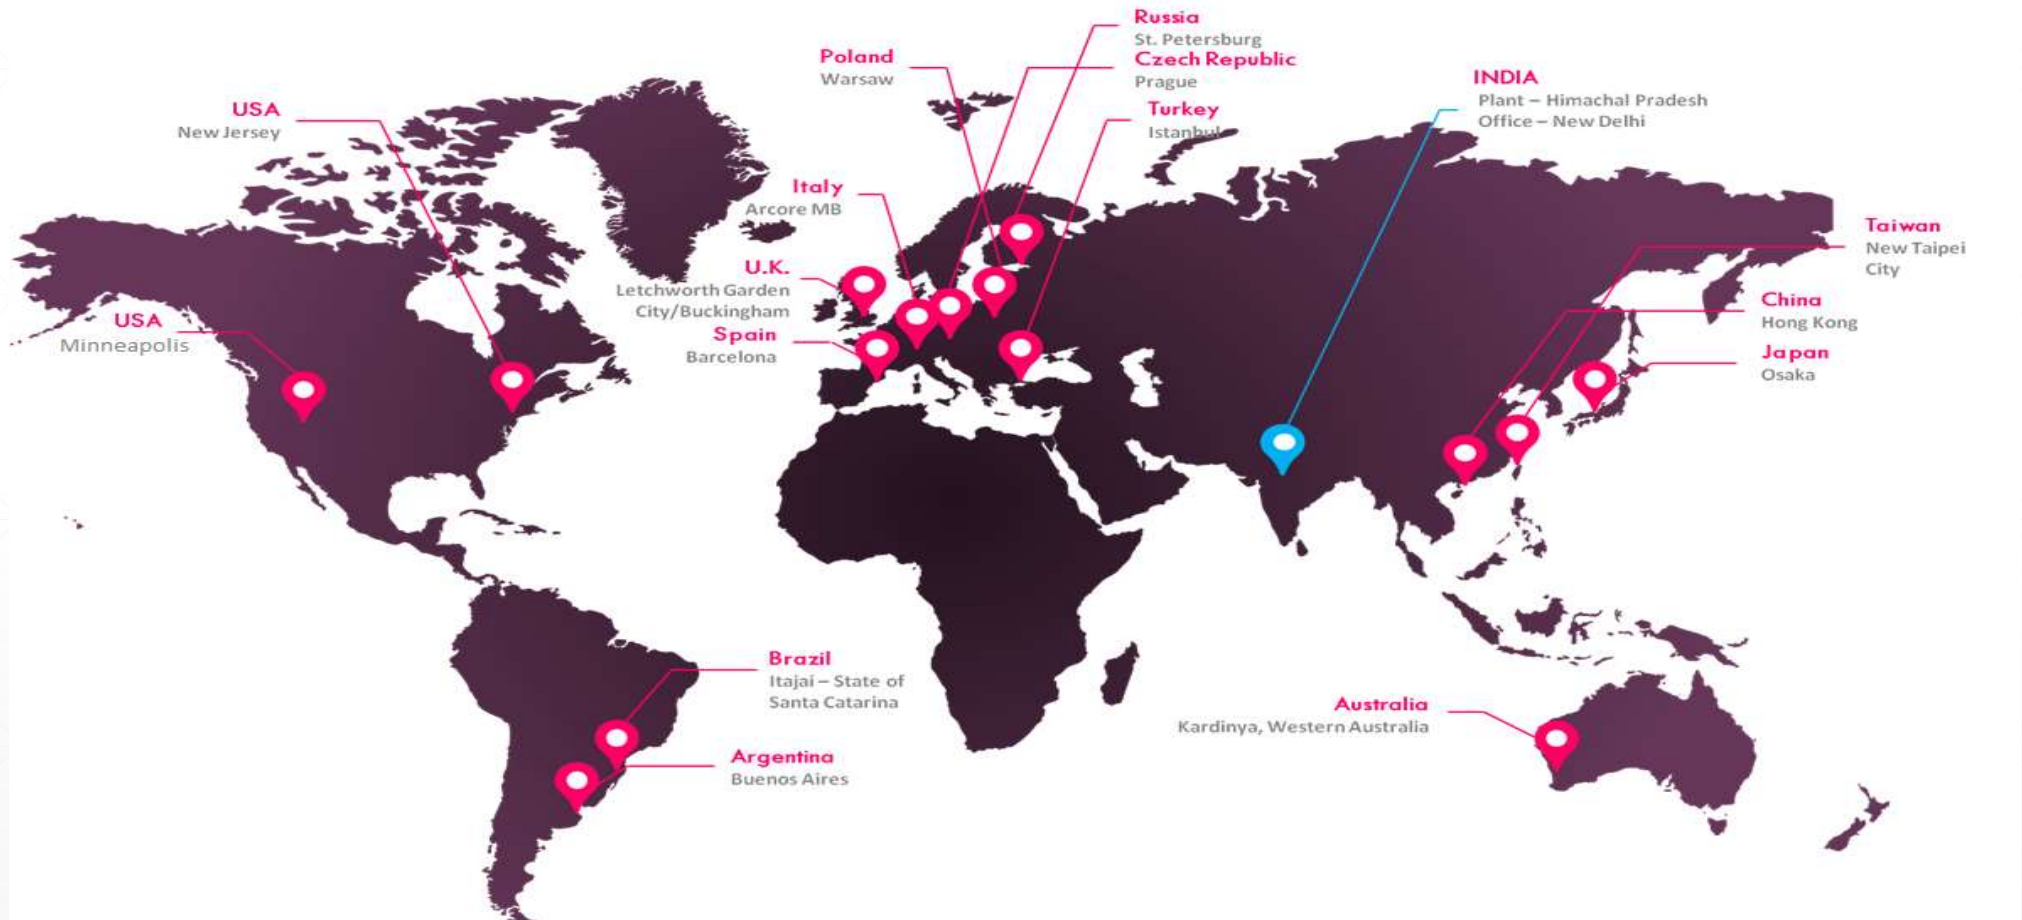 Russia
St. Petersburg
Poland
Warsaw
Czech Republic
Prague
INDIA
Plant – Himachal Pradesh
Office – New Delhi
USA
New Jersey
Turkey
Istanbul
Italy
Arcore MB
Taiwan
New Taipei
City
U.K.
Letchworth Garden
City/Buckingham
China
Hong Kong
USA
Minneapolis
Spain
Barcelona
Japan
Osaka
Brazil
Itajai – State of
Santa Catarina
Australia
Kardinya, Western Australia
Argentina
Buenos Aires